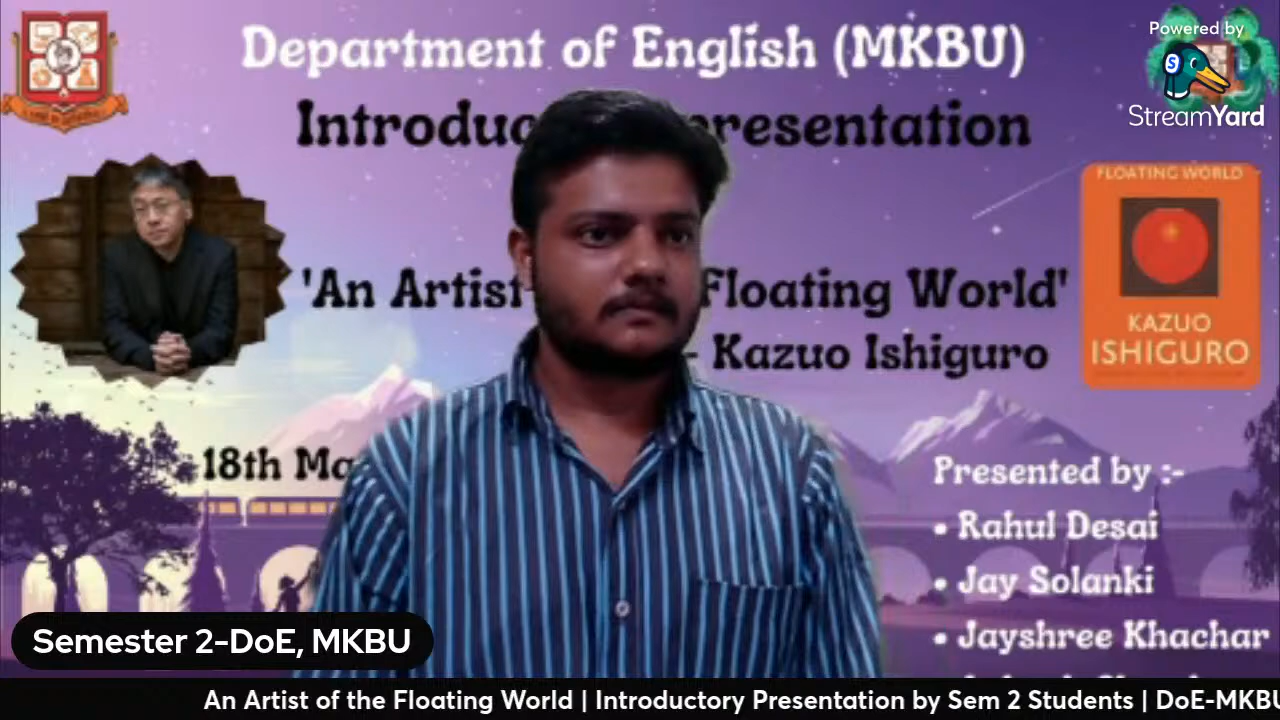 Department of English (MKBU)
Powered by
StreamYard
Introduc presentation
FLOATING WORLD
'An Artist Floating World'
- Kazuo Ishiguro
KAZUO
ISHIGURO
18th Ma
Presented by :-
• Rahul Desai
• Jay Solanki
• Jayshree Khachar
Semester 2-DoE, MKBU
An Artist of the Floating World | Introductory Presentation by Sem 2 Students | DoE-MKBU